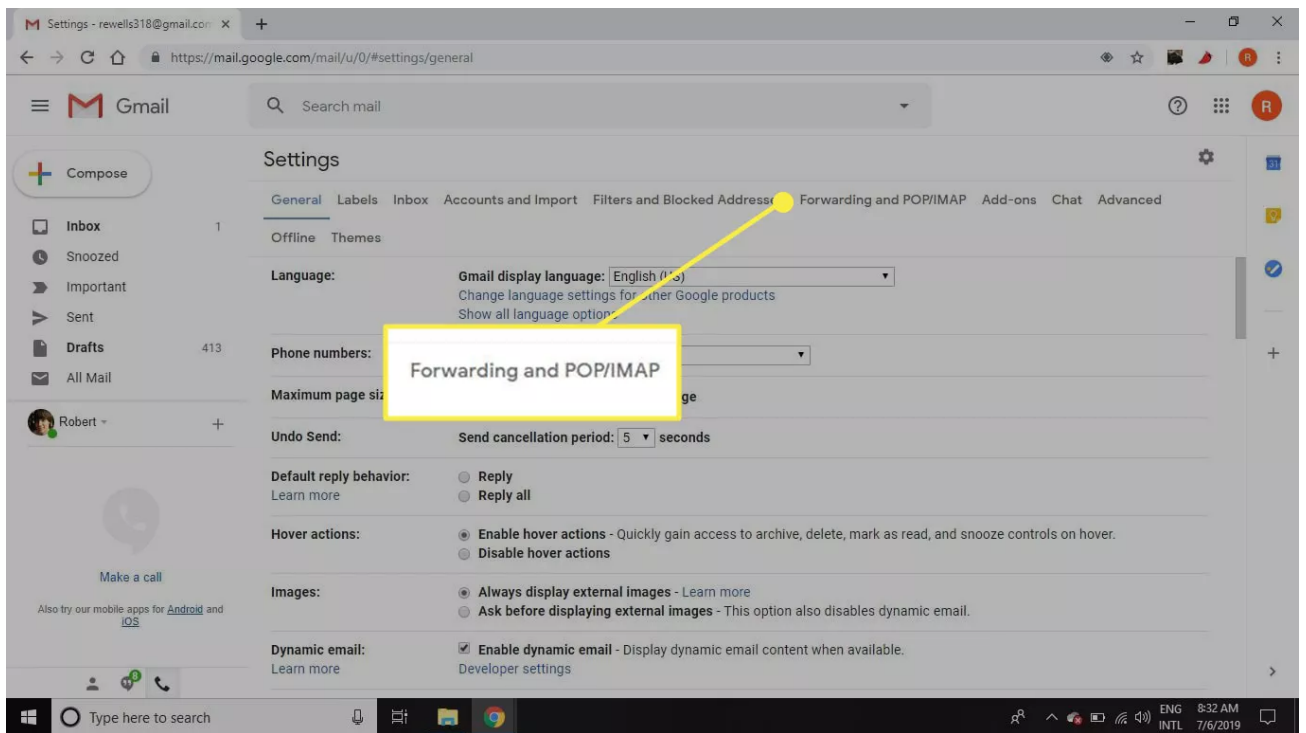 Settings - rewells318@gmail.com
https://mail.google.com/mail/u/0/#settings/general
R
Gmail
Search mail
R
Compose
Settings
31
General Labels Inbox Accounts and Import Filters and Blocked Addresse Forwarding and POP/IMAP Add-ons Chat Advanced
Offline Themes
Inbox 1
Snoozed
Important
Sent
Drafts 413
All Mail
Robert
Make a call
Also try our mobile apps for Android and
iOS
8
Language: Gmail display language: English (US)
Change language settings for other Google products
Show all language options
Phone numbers:
Forwarding and POP/IMAP
Maximum page siz ge
Undo Send: Send cancellation period: 5 seconds
Default reply behavior: Reply
Learn more Reply all
Hover actions: Enable hover actions - Quickly gain access to archive, delete, mark as read, and snooze controls on hover.
Disable hover actions
Images: Always display external images - Learn more
Ask before displaying external images - This option also disables dynamic email.
Dynamic email: Enable dynamic email - Display dynamic email content when available.
Learn more Developer settings
Type here to search
ENG 8:32 AM
INTL 7/6/2019